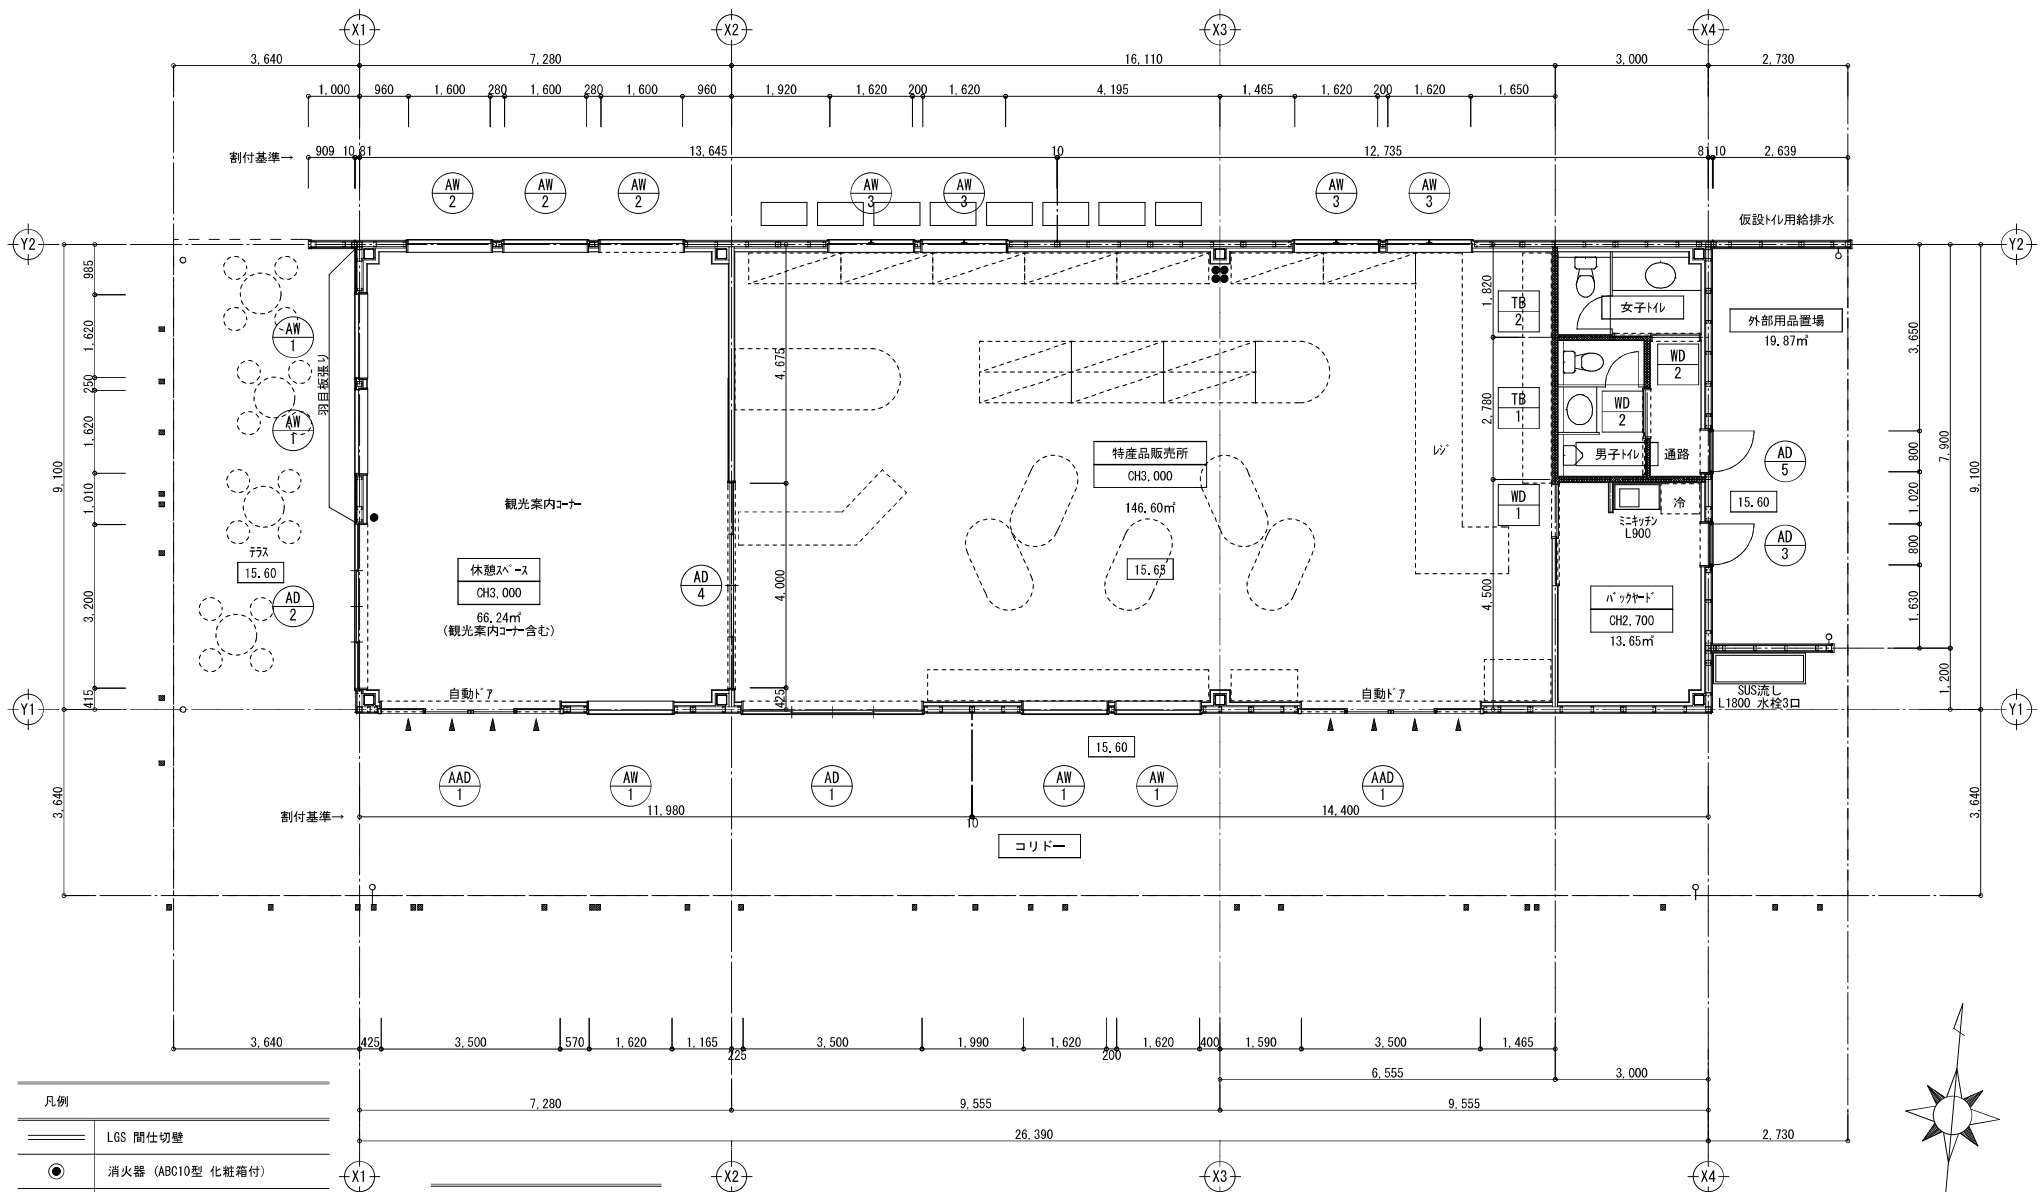 X1 X2 X3 X4
3,640 7,280 16,110 3,000 2,730
1,000 960 1,600 280 1,600 280 1,600 960 1,920 1,620 200 1,620 4,195 1,465 1,620 200 1,620 1,650
割付基準→ 909 10 81 13,645 10 12,735 81 10 2,639
AW 2 AW 2 AW 2 AW 3 AW 3 AW 3 AW 3
仮設トイレ用給排水
Y2 Y2
985 1,620 250 1,620 1,010 3,200 415
9,100
3,640
羽目板張り
AW 1
AW 1
テラス
15.60
AD 2
観光案内コーナー
休憩スペース
CH3,000
66.24㎡
(観光案内コーナー含む)
自動ドア
AD 4
4,675
4,000
425
特産品販売所
CH3,000
146.60㎡
15.65
レジ
自動ドア
1,820
2,780
4,500
TB 2
TB 1
WD 1
女子トイレ
WD 2
WD 2
男子トイレ
通路
冷
ミニキッチン
L900
バックヤード
CH2,700
13.65㎡
外部用品置場
19.87㎡
AD 5
15.60
AD 3
SUS流し
L1800 水栓3口
3,650 800 1,020 800 1,630
7,900 1,200
9,100 3,640
Y1 Y1
15.60
AAD 1 AW 1 AD 1 AW 1 AW 1 AAD 1
割付基準→ 11,980 10 14,400
コリドー
3,640 425 3,500 570 1,620 1,165 225 3,500 1,990 1,620 200 1,620 400 1,590 3,500 1,465
6,555 3,000
7,280 9,555 9,555
26,390 2,730
X1 X2 X3 X4
凡例
LGS 間仕切壁
消火器 (ABC10型 化粧箱付)